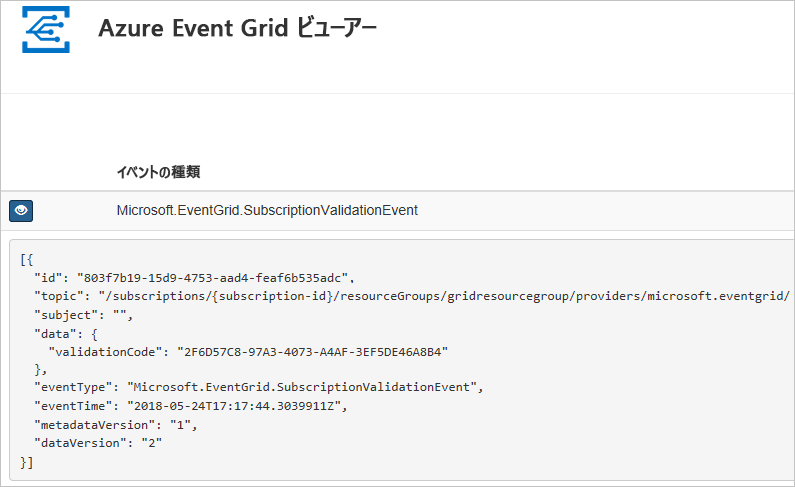 Azure Event Grid ビューアー
イベントの種類
Microsoft.EventGrid.SubscriptionValidationEvent
[{
  "id": "803f7b19-15d9-4753-aad4-feaf6b535adc",
  "topic": "/subscriptions/{subscription-id}/resourceGroups/gridresourcegroup/providers/microsoft.eventgrid/
  "subject": "",
  "data": {
    "validationCode": "2F6D57C8-97A3-4073-A4AF-3EF5DE46A8B4"
  },
  "eventType": "Microsoft.EventGrid.SubscriptionValidationEvent",
  "eventTime": "2018-05-24T17:17:44.3039911Z",
  "metadataVersion": "1",
  "dataVersion": "2"
}]